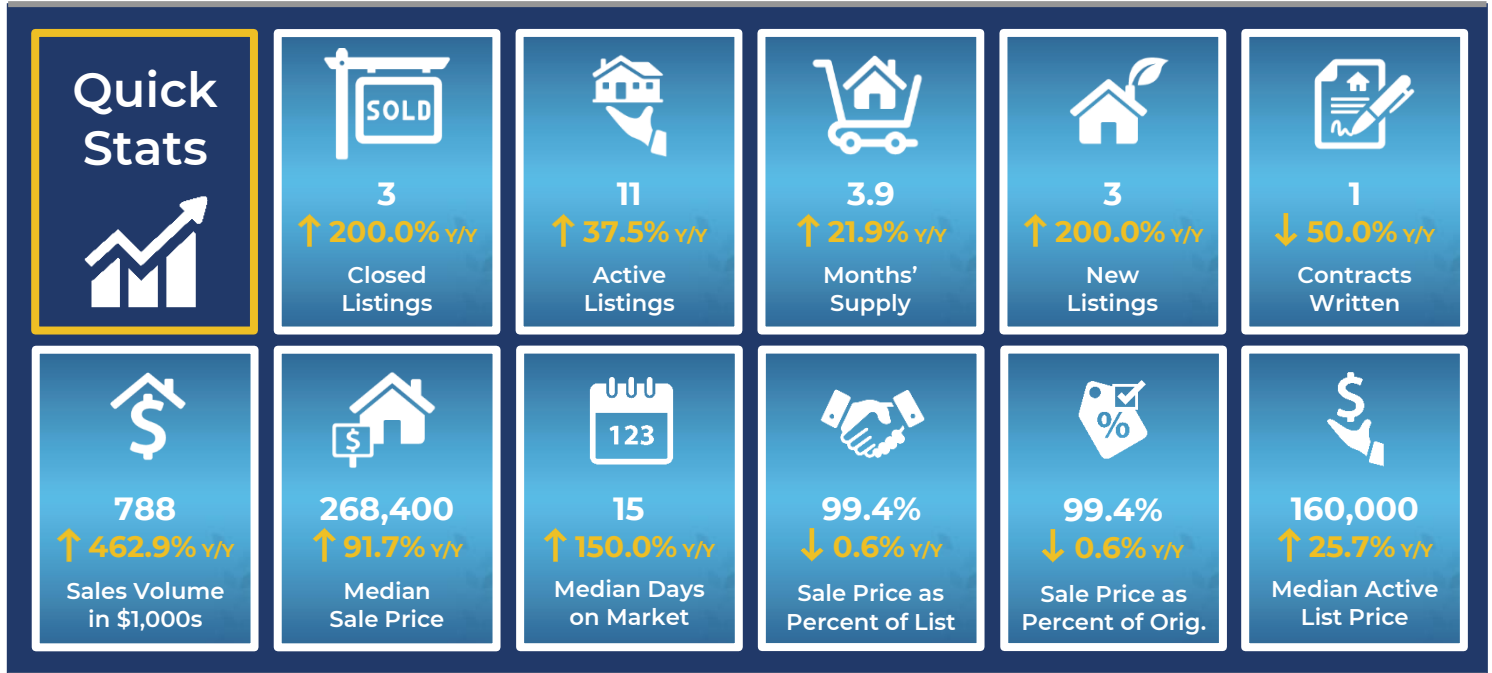 Quick
Stats
SOLD
3
↑ 200.0% Y/Y
Closed
Listings
11
↑ 37.5% Y/Y
Active
Listings
3.9
↑ 21.9% Y/Y
Months’
Supply
3
↑ 200.0% Y/Y
New
Listings
1
↓ 50.0% Y/Y
Contracts
Written
$
788
↑ 462.9% Y/Y
Sales Volume
in $1,000s
$
268,400
↑ 91.7% Y/Y
Median
Sale Price
123
15
↑ 150.0% Y/Y
Median Days
on Market
99.4%
↓ 0.6% Y/Y
Sale Price as
Percent of List
%
99.4%
↓ 0.6% Y/Y
Sale Price as
Percent of Orig.
$
160,000
↑ 25.7% Y/Y
Median Active
List Price